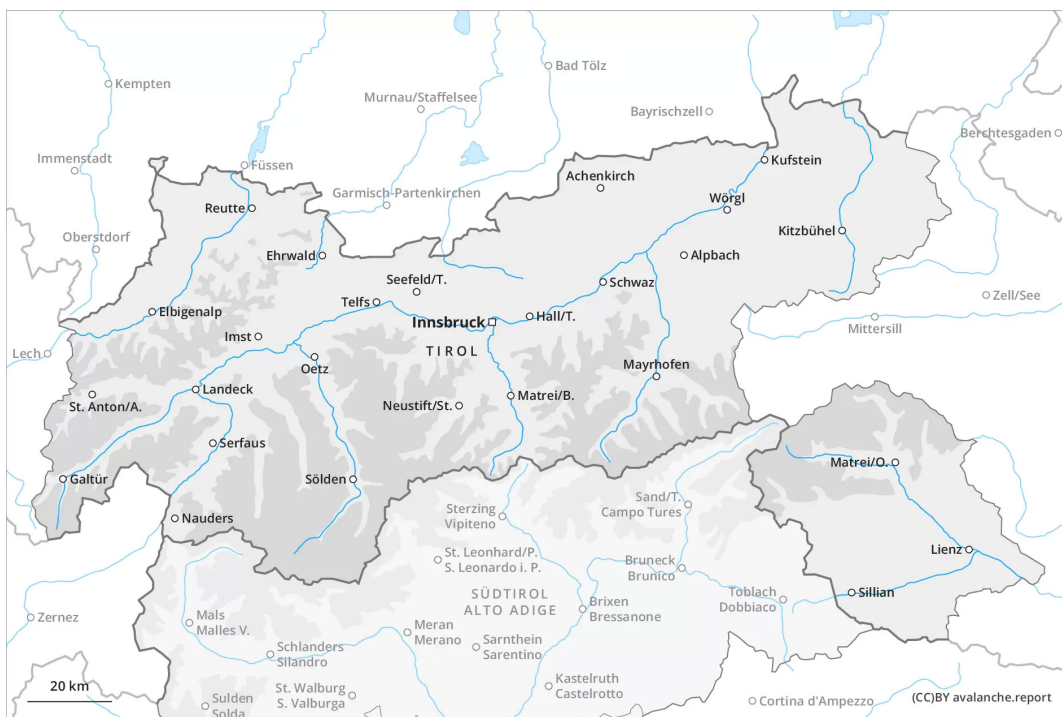 Kempten
Bad Tölz
Murnau/Staffelsee
Bayrischzell
Berchtesgaden
Immenstadt
Füssen
Kufstein
Achenkirch
Garmisch-Partenkirchen
Wörgl
Reutte
Kitzbühel
Oberstdorf
Ehrwald
Alpbach
Seefeld/T.
Schwaz
Zell/See
Telfs
Elbigenalp
Innsbruck
Hall/T.
Mittersill
Imst
TIROL
Lech
Oetz
Mayrhofen
Landeck
St. Anton/A.
Neustift/St.
Matrei/B.
Serfaus
Matrei/O.
Galtür
Sölden
Sand/T.
Campo Tures
Nauders
Sterzing
Vipiteno
Lienz
St. Leonhard/P.
S. Leonardo i. P.
Bruneck
Brunico
SÜDTIROL
ALTO ADIGE
Toblach
Dobbiaco
Sillian
Brixen
Bressanone
Zernez
Mals
Malles V.
Meran
Merano
Sarnthein
Sarentino
Schlanders
Silandro
Kastelruth
Castelrotto
20 km
St. Walburg
S. Valburga
Sulden
Solda
Cortina d'Ampezzo
(CC)BY avalanche.report